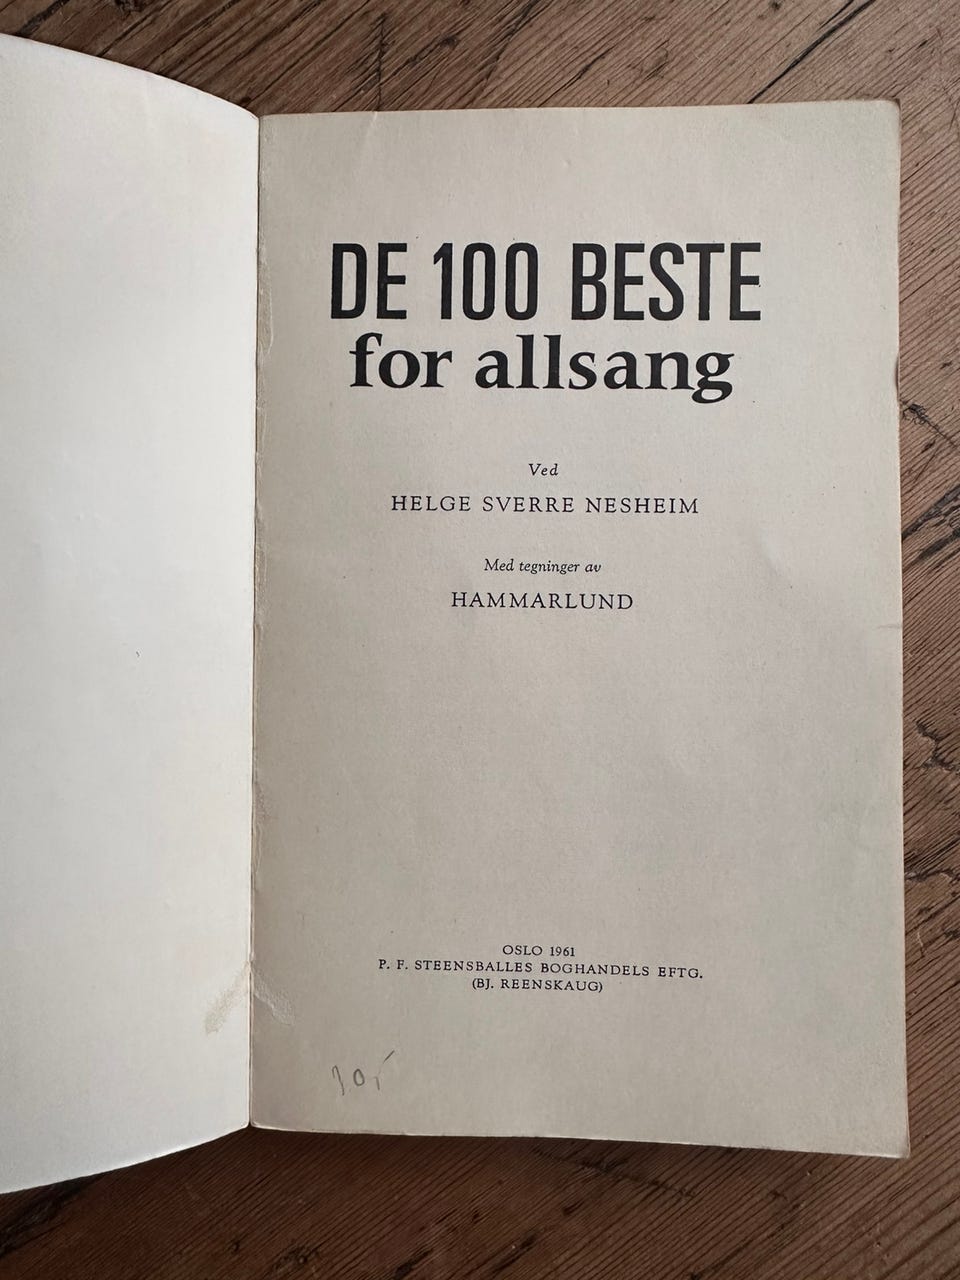 DE 100 BESTE
for allsang
Ved
HELGE SVERRE NESHEIM
Med tegninger av
HAMMARLUND
OSLO 1961
P. F. STEENSBALLES BOGHANDELS EFTG.
(BJ. REENSKAUG)